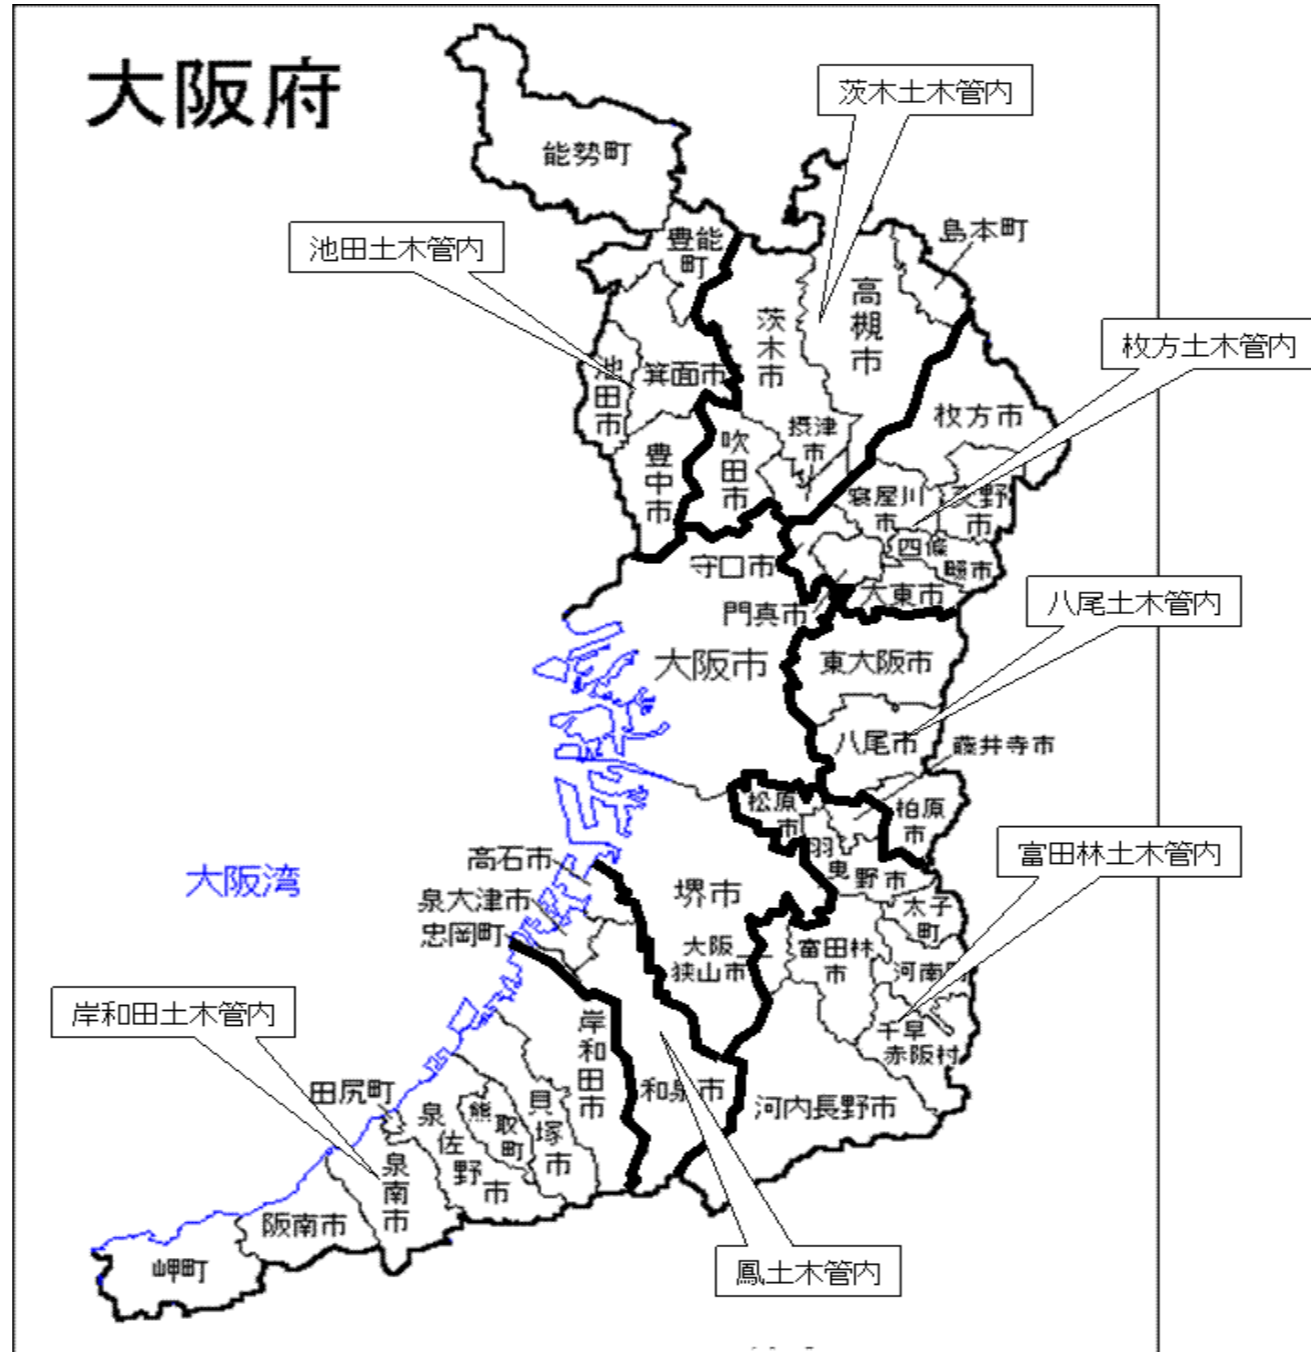 大阪府
茨木土木管内
能勢町
島本町
豊能
町
池田土木管内
高槻市
茨木市
枚方土木管内
池田市
箕面市
枚方市
摂津
市
吹田市
豊中市
寝屋川
市
交野
市
四條
畷市
守口市
大東市
門真市
八尾土木管内
大阪市
東大阪市
八尾市
藤井寺市
松原
市
柏原
市
羽
曳野市
富田林土木管内
高石市
大阪湾
堺市
泉大津市
太子
町
忠岡町
大阪
狭山市
富田林
市
河南町
岸和田土木管内
岸和田市
千早
赤阪村
田尻町
和泉市
河内長野市
貝塚市
熊取町
泉佐野市
泉南市
阪南市
岬町
鳳土木管内